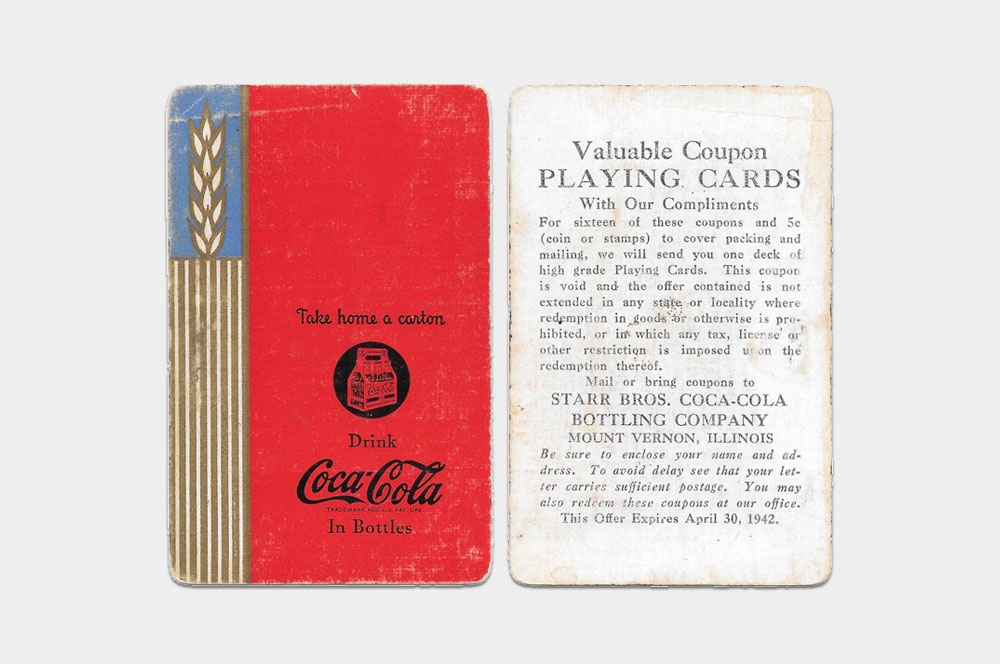 Take home a carton
Coca-Cola
Drink
Coca-Cola
TRADE MARK REG. U. S. PAT. OFF.
In Bottles
Valuable Coupon
PLAYING CARDS
With Our Compliments
For sixteen of these coupons and 5c
(coin or stamps) to cover packing and
mailing, we will send you one deck of
high grade Playing Cards. This coupon
is void and the offer contained is not
extended in any state or locality where
redemption in goods or otherwise is pro-
hibited, or in which any tax, license or
other restriction is imposed upon the
redemption thereof.
Mail or bring coupons to
STARR BROS. COCA-COLA
BOTTLING COMPANY
MOUNT VERNON, ILLINOIS
Be sure to enclose your name and ad-
dress. To avoid delay see that your let-
ter carries sufficient postage. You may
also redeem these coupons at our office.
This Offer Expires April 30, 1942.